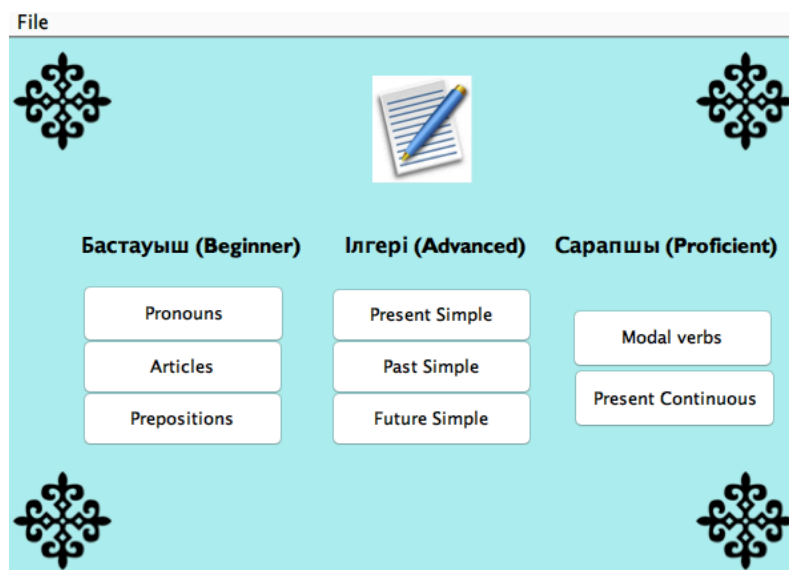 File
Бастауыш (Beginner)
Ілгері (Advanced)
Сарапшы (Proficient)
Pronouns
Articles
Prepositions
Present Simple
Past Simple
Future Simple
Modal verbs
Present Continuous